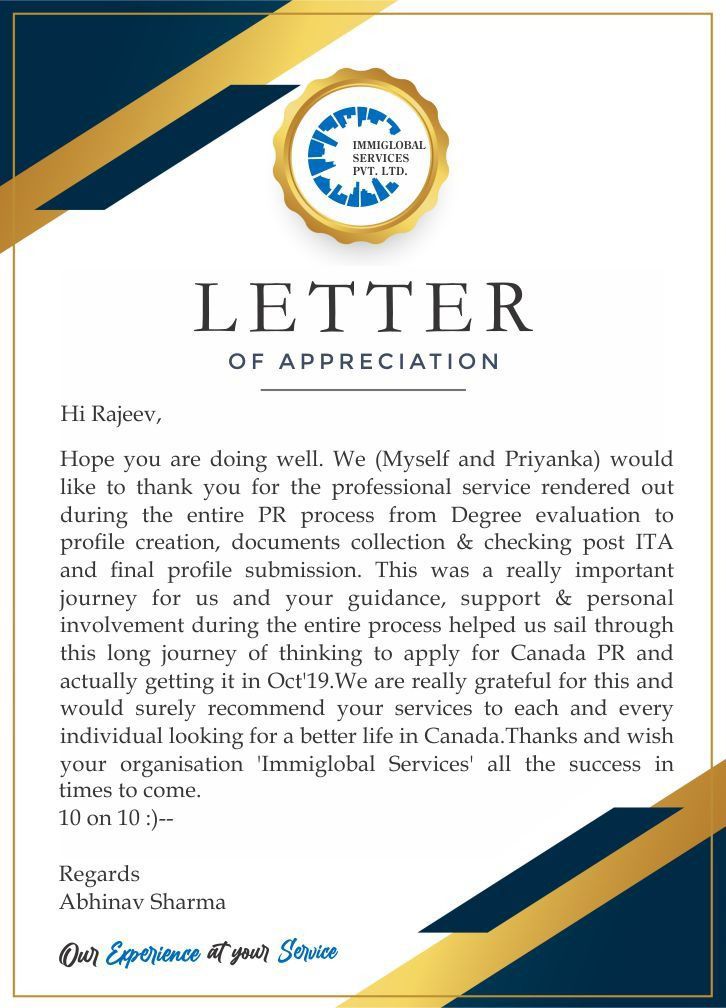 IMMIGLOBAL
SERVICES
PVT. LTD.
LETTER
OF APPRECIATION
Hi Rajeev,
Hope you are doing well. We (Myself and Priyanka) would
like to thank you for the professional service rendered out
during the entire PR process from Degree evaluation to
profile creation, documents collection & checking post ITA
and final profile submission. This was a really important
journey for us and your guidance, support & personal
involvement during the entire process helped us sail through
this long journey of thinking to apply for Canada PR and
actually getting it in Oct'19.We are really grateful for this and
would surely recommend your services to each and every
individual looking for a better life in Canada.Thanks and wish
your organisation 'Immiglobal Services' all the success in
times to come.
10 on 10 :)--
Regards
Abhinav Sharma
Our Experience at your Service